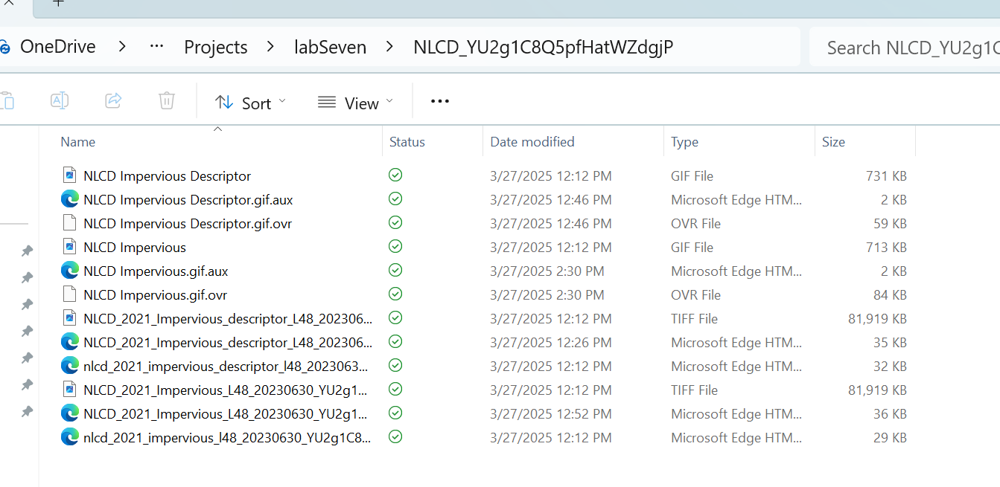 OneDrive > ... Projects > labSeven > NLCD_YU2g1C8Q5pfHatWZdgjP Search NLCD_YU2g1C
Sort View ...
Name Status Date modified Type Size
NLCD Impervious Descriptor 3/27/2025 12:12 PM GIF File 731 KB
NLCD Impervious Descriptor.gif.aux 3/27/2025 12:46 PM Microsoft Edge HTM... 2 KB
NLCD Impervious Descriptor.gif.ovr 3/27/2025 12:46 PM OVR File 59 KB
NLCD Impervious 3/27/2025 12:12 PM GIF File 713 KB
NLCD Impervious.gif.aux 3/27/2025 2:30 PM Microsoft Edge HTM... 2 KB
NLCD Impervious.gif.ovr 3/27/2025 2:30 PM OVR File 84 KB
NLCD_2021_Impervious_descriptor_L48_202306... 3/27/2025 12:12 PM TIFF File 81,919 KB
NLCD_2021_Impervious_descriptor_L48_202306... 3/27/2025 12:26 PM Microsoft Edge HTM... 35 KB
nlcd_2021_impervious_descriptor_l48_2023063... 3/27/2025 12:12 PM Microsoft Edge HTM... 32 KB
NLCD_2021_Impervious_L48_20230630_YU2g1... 3/27/2025 12:12 PM TIFF File 81,919 KB
NLCD_2021_Impervious_L48_20230630_YU2g1... 3/27/2025 12:52 PM Microsoft Edge HTM... 36 KB
nlcd_2021_impervious_l48_20230630_YU2g1C8... 3/27/2025 12:12 PM Microsoft Edge HTM... 29 KB